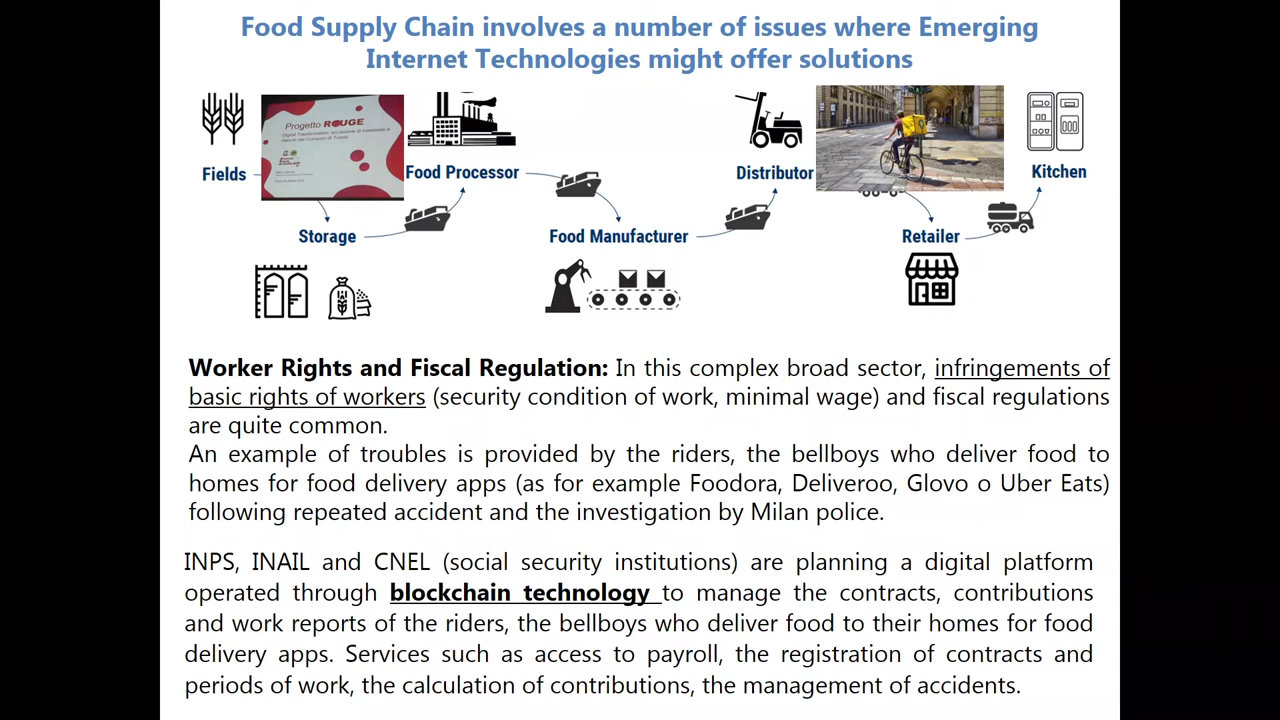 Food Supply Chain involves a number of issues where Emerging
Internet Technologies might offer solutions
Progetto ROUGE
Fields
Food Processor
Distributor
Kitchen
Storage
Food Manufacturer
Retailer
Worker Rights and Fiscal Regulation: In this complex broad sector, infringements of
basic rights of workers (security condition of work, minimal wage) and fiscal regulations
are quite common.
An example of troubles is provided by the riders, the bellboys who deliver food to
homes for food delivery apps (as for example Foodora, Deliveroo, Glovo o Uber Eats)
following repeated accident and the investigation by Milan police.
INPS, INAIL and CNEL (social security institutions) are planning a digital platform
operated through blockchain technology to manage the contracts, contributions
and work reports of the riders, the bellboys who deliver food to their homes for food
delivery apps. Services such as access to payroll, the registration of contracts and
periods of work, the calculation of contributions, the management of accidents.